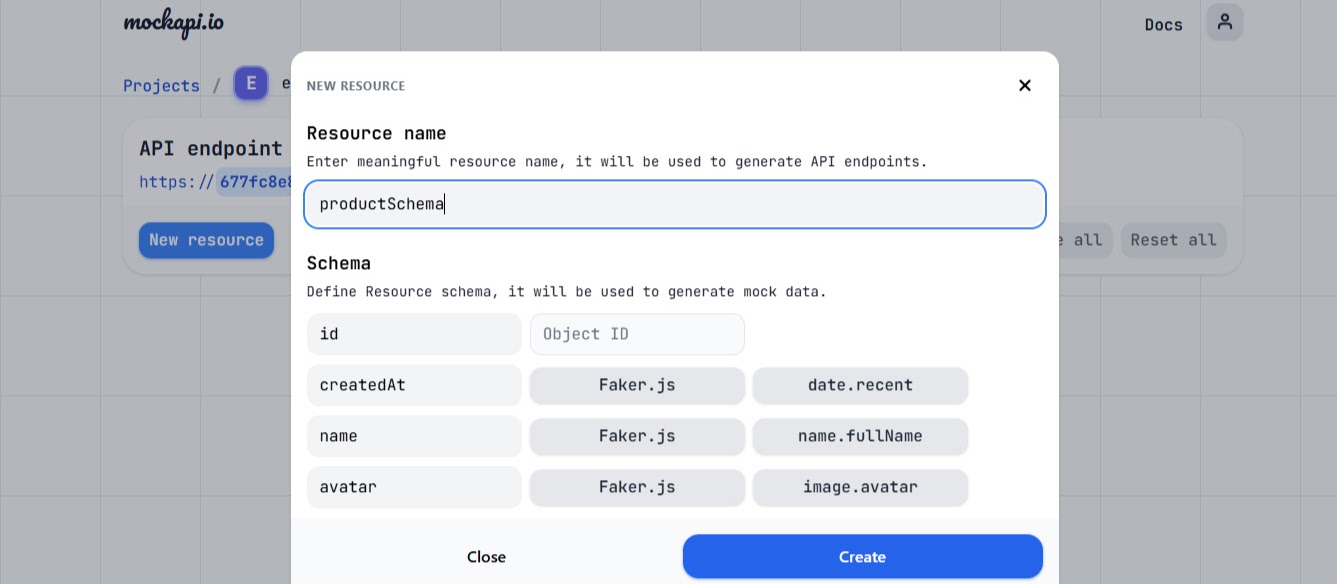 mockapi.io
Docs
Projects / E e
NEW RESOURCE
Resource name
Enter meaningful resource name, it will be used to generate API endpoints.
productSchema
API endpoint
https://677fc8e8
New resource
all
Reset all
Schema
Define Resource schema, it will be used to generate mock data.
id Object ID
createdAt Faker.js date.recent
name Faker.js name.fullName
avatar Faker.js image.avatar
Close Create